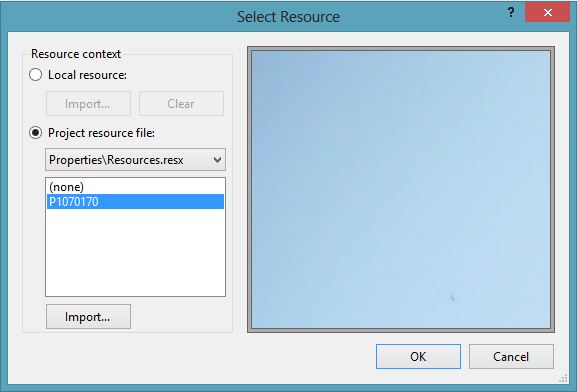 Select Resource
?
Resource context
Local resource:
Import... Clear
Project resource file:
Properties\Resources.resx
(none)
P1070170
Import...
OK Cancel